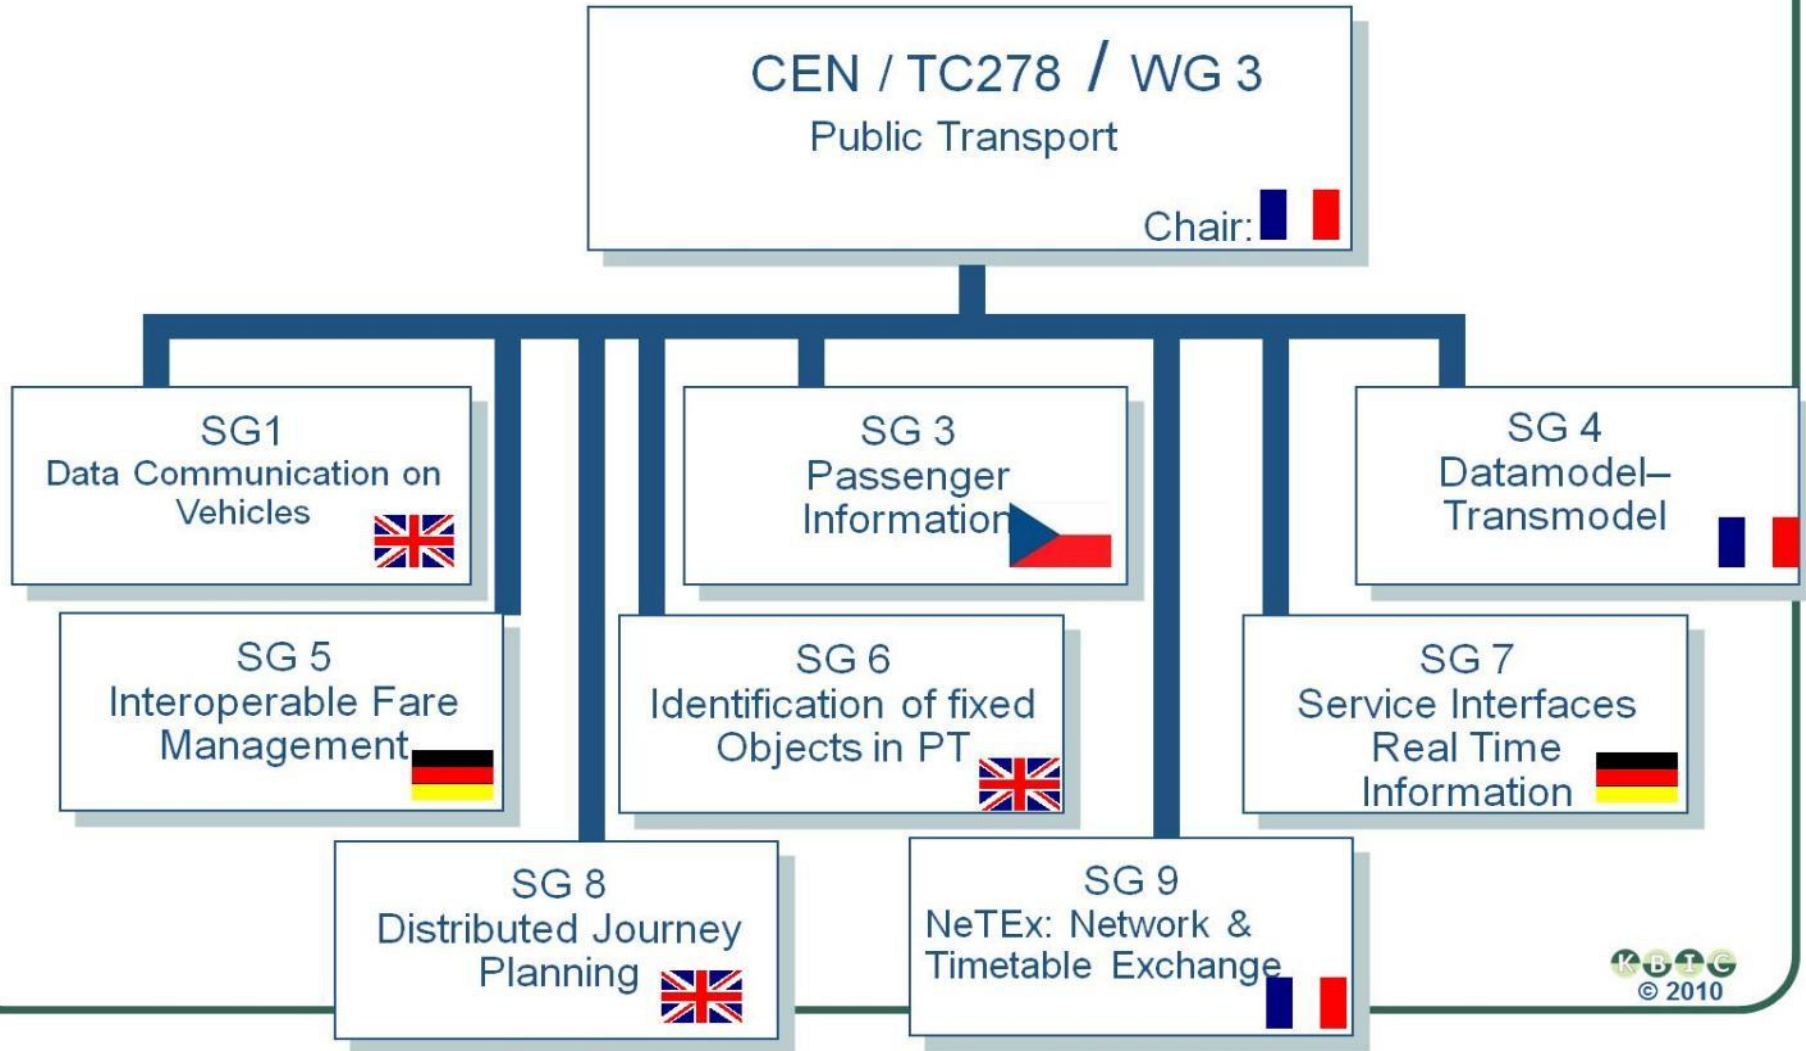 CEN / TC278 / WG 3
Public Transport
Chair:
SG1
Data Communication on
Vehicles
SG 3
Passenger
Information
SG 4
Datamodel–
Transmodel
SG 5
Interoperable Fare
Management
SG 6
Identification of fixed
Objects in PT
SG 7
Service Interfaces
Real Time
Information
SG 8
Distributed Journey
Planning
SG 9
NeTEx: Network &
Timetable Exchange
KBIC
© 2010